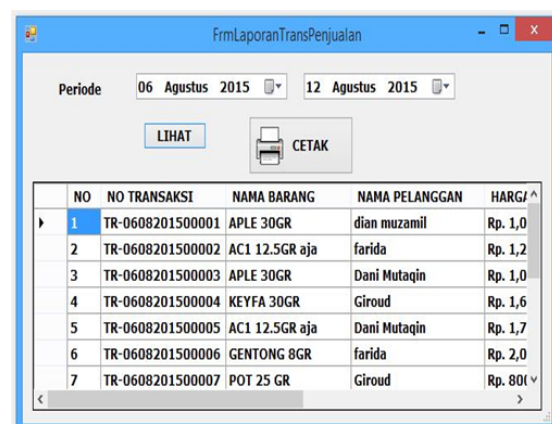 FrmLaporanTransPenjualan
Periode 06 Agustus 2015 12 Agustus 2015
LIHAT CETAK
NO NO TRANSAKSI NAMA BARANG NAMA PELANGGAN HARGA
1 TR-0608201500001 APLE 30GR dian muzamil Rp. 1,0
2 TR-0608201500002 AC1 12.5GR aja farida Rp. 1,2
3 TR-0608201500003 APLE 30GR Dani Mutaqin Rp. 1,0
4 TR-0608201500004 KEYFA 30GR Giroud Rp. 1,6
5 TR-0608201500005 AC1 12.5GR aja Dani Mutaqin Rp. 1,7
6 TR-0608201500006 GENTONG 8GR farida Rp. 2,0
7 TR-0608201500007 POT 25 GR Giroud Rp. 800